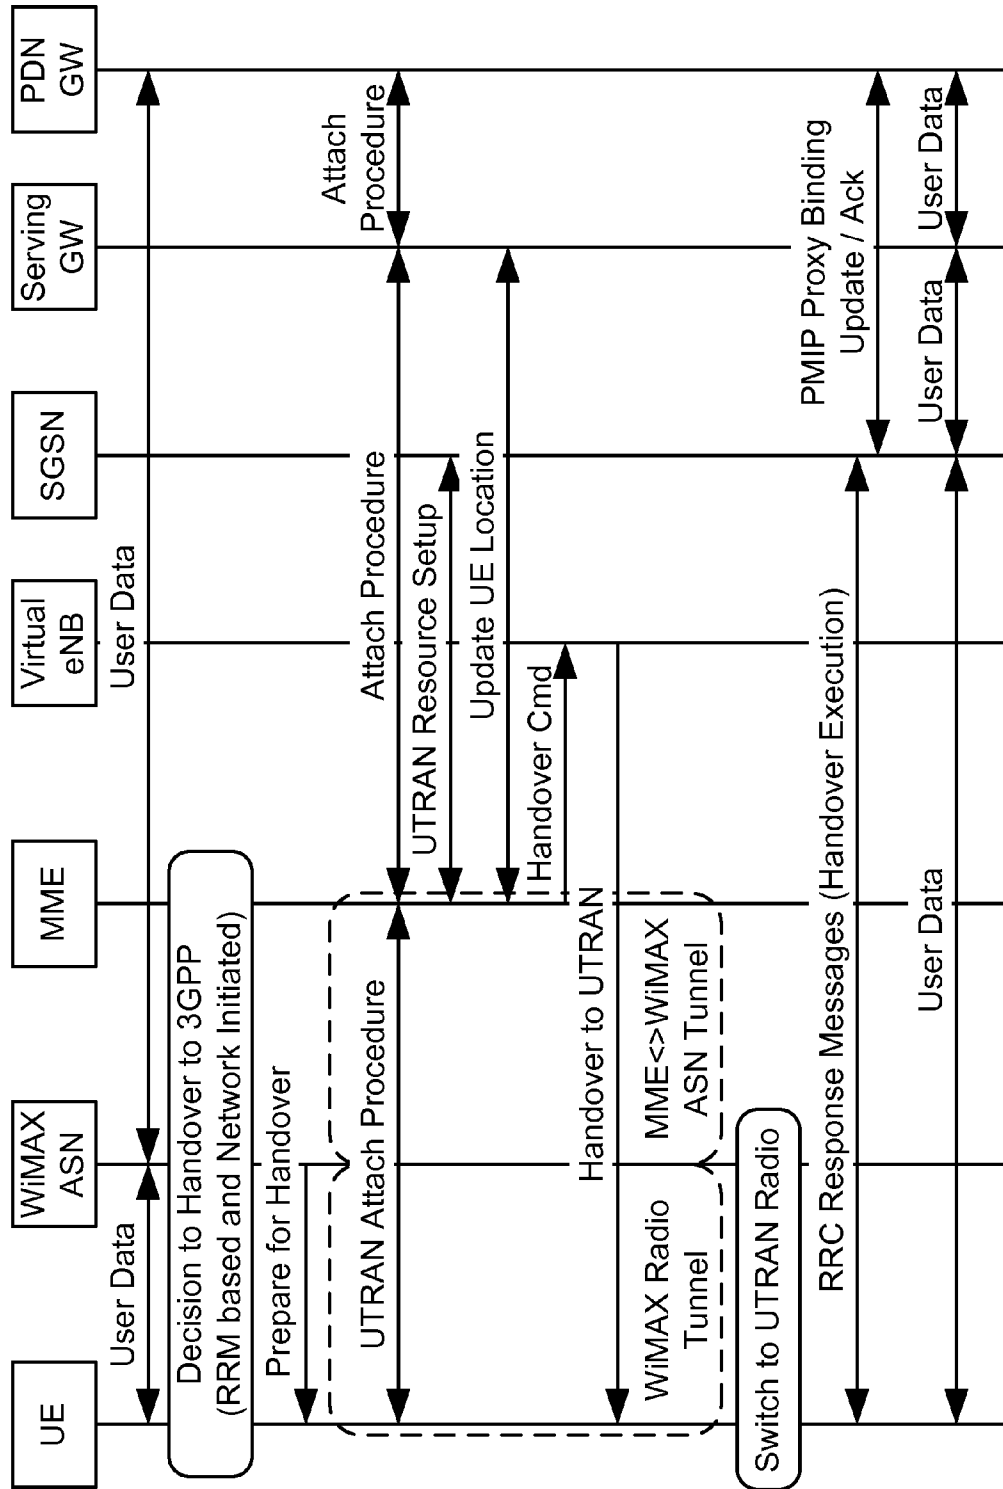 UE
WiMAX
ASN
MME
Virtual
eNB
SGSN
Serving
GW
PDN
GW
User Data
User Data
Decision to Handover to 3GPP
(RRM based and Network Initiated)
Prepare for Handover
UTRAN Attach Procedure
Attach Procedure
Attach
Procedure
UTRAN Resource Setup
Update UE Location
Handover Cmd
Handover to UTRAN
WiMAX Radio
Tunnel
MME<>WiMAX
ASN Tunnel
Switch to UTRAN Radio
RRC Response Messages (Handover Execution)
PMIP Proxy Binding
Update / Ack
User Data
User Data
User Data